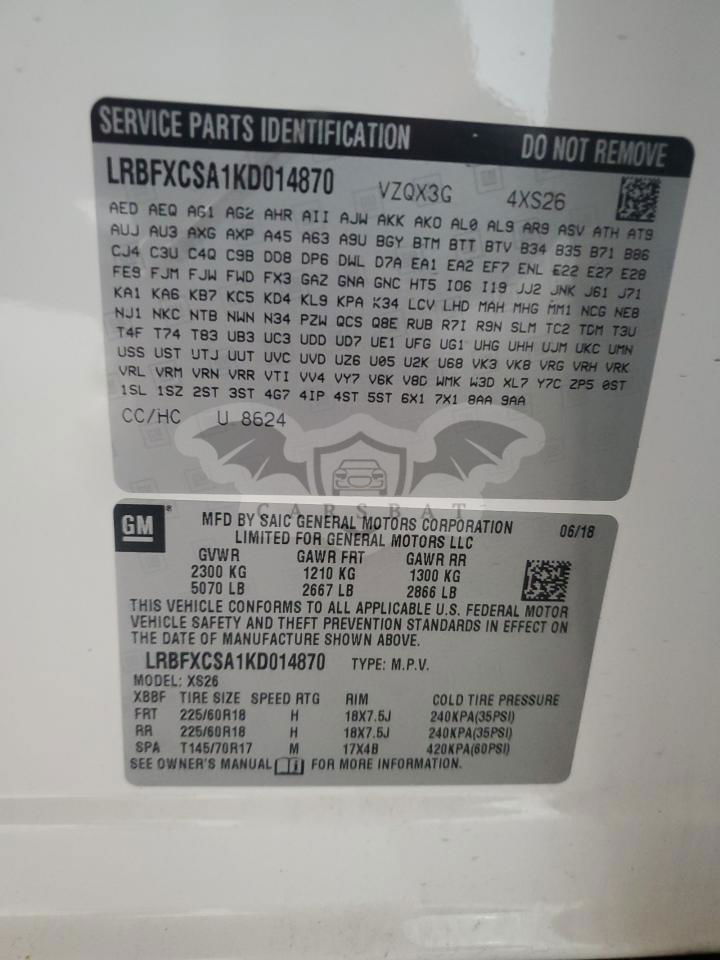 SERVICE PARTS IDENTIFICATION DO NOT REMOVE
LRBFXCSA1KD014870 VZQX3G 4XS26
AED AEQ AG1 AG2 AHR AII AJW AKK AKO AL0 AL9 AR9 ASV ATH AT9
AUJ AU3 AXG AXP A45 A63 A9U BGY BTM BTT BTV B34 B35 B71 B86
CJ4 C3U C4Q C9B DD8 DP6 DWL D7A EA1 EA2 EF7 ENL E22 E27 E28
FE9 FJM FJW FWD FX3 GAZ GNA GNC HT5 IO6 I19 JJ2 JNK J61 J71
KA1 KA6 KB7 KC5 KD4 KL9 KPA K34 LCV LHD MAH MHG MM1 NCG NE8
NJ1 NKC NTB NWN N34 PZW QCS Q8E RUB R7I R9N SLM TC2 TDM T3U
T4F T74 T83 UB3 UC3 UDD UD7 UE1 UFG UG1 UHG UHH UJM UKC UMN
USS UST UTJ UUT UVC UVD UZ6 U05 U2K U68 VK3 VK8 VRG VRH VRK
VRL VRM VRN VRR VTI VV4 VY7 V6K V8D WMK W3D XL7 Y7C ZP5 0ST
1SL 1SZ 2ST 3ST 4G7 4IP 4ST 5ST 6X1 7X1 8AA 9AA
CC/HC U 8624
CARSBAT
GM ® MFD BY SAIC GENERAL MOTORS CORPORATION 06/18
LIMITED FOR GENERAL MOTORS LLC
GVWR GAWR FRT GAWR RR
2300 KG 1210 KG 1300 KG
5070 LB 2667 LB 2866 LB
THIS VEHICLE CONFORMS TO ALL APPLICABLE U.S. FEDERAL MOTOR
VEHICLE SAFETY AND THEFT PREVENTION STANDARDS IN EFFECT ON
THE DATE OF MANUFACTURE SHOWN ABOVE.
LRBFXCSA1KD014870 TYPE: M.P.V.
MODEL: XS26
XBBF TIRE SIZE SPEED RTG RIM COLD TIRE PRESSURE
FRT 225/60R18 H 18X7.5J 240KPA(35PSI)
RR 225/60R18 H 18X7.5J 240KPA(35PSI)
SPA T145/70R17 M 17X4B 420KPA(60PSI)
SEE OWNER'S MANUAL FOR MORE INFORMATION.